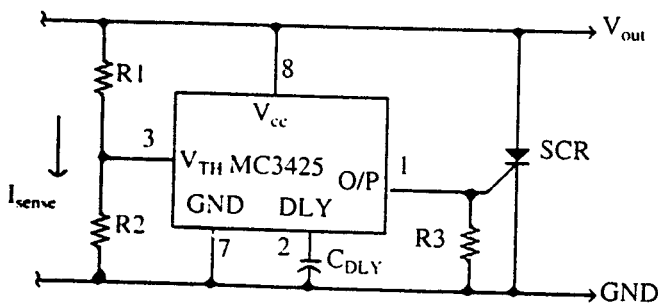 V_out
R1
8
V_cc
3
V_TH MC3425
1
SCR
O/P
I_sense
GND DLY
R2
7
2
C_DLY
R3
GND